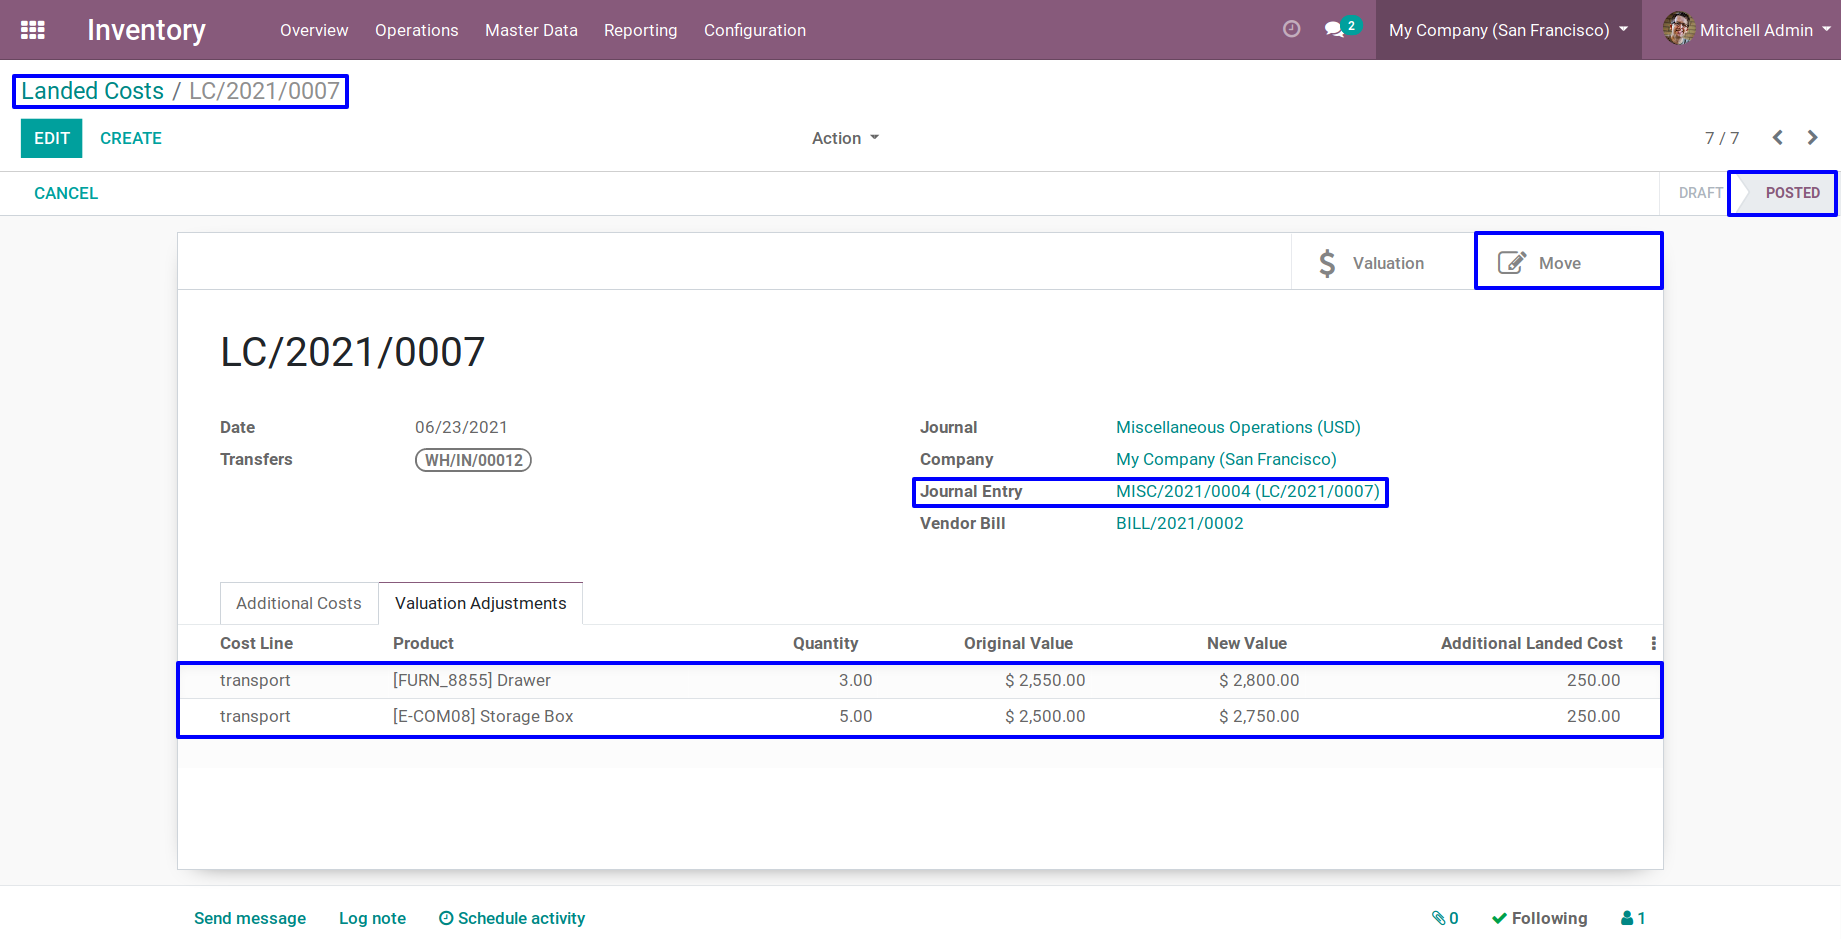 Inventory Overview Operations Master Data Reporting Configuration 2 My Company (San Francisco) Mitchell Admin
Landed Costs / LC/2021/0007
EDIT CREATE Action 7 / 7
CANCEL DRAFT POSTED
$ Valuation Move
LC/2021/0007
Date 06/23/2021 Journal Miscellaneous Operations (USD)
Transfers WH/IN/00012 Company My Company (San Francisco)
Journal Entry MISC/2021/0004 (LC/2021/0007)
Vendor Bill BILL/2021/0002
Additional Costs Valuation Adjustments
Cost Line Product Quantity Original Value New Value Additional Landed Cost
transport [FURN_8855] Drawer 3.00 $ 2,550.00 $ 2,800.00 250.00
transport [E-COM08] Storage Box 5.00 $ 2,500.00 $ 2,750.00 250.00
Send message Log note Schedule activity 0 Following 1